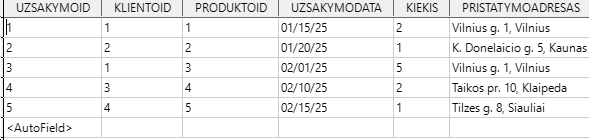 UZSAKYMOID KLIENTOID PRODUKTOID UZSAKYMODATA KIEKIS PRISTATYMOADRESAS
1 1 1 01/15/25 2 Vilnius g. 1, Vilnius
2 2 2 01/20/25 1 K. Donelaicio g. 5, Kaunas
3 1 3 02/01/25 5 Vilnius g. 1, Vilnius
4 3 4 02/10/25 2 Taikos pr. 10, Klaipeda
5 4 5 02/15/25 1 Tilzes g. 8, Siauliai
<AutoField>